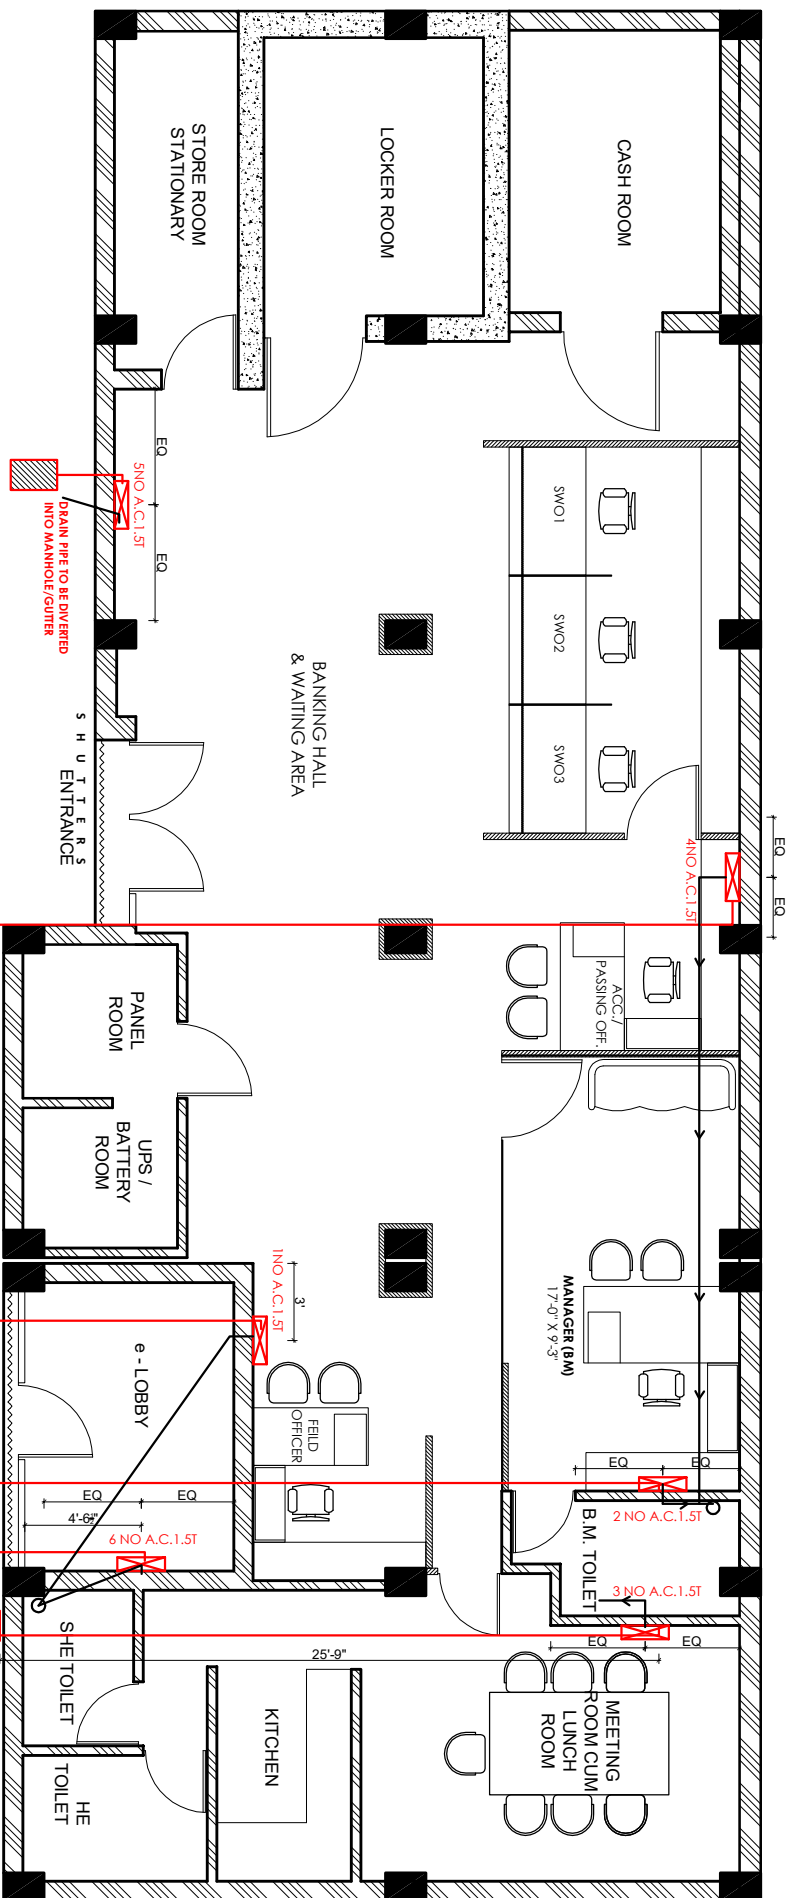 STORE ROOM
STATIONARY
LOCKER ROOM
CASH ROOM
EQ
5NO A.C.1.5T
EQ
DRAIN PIPE TO BE DIVERTED
INTO MANHOLE/GUTTER
SWO1
SWO2
SWO3
BANKING HALL
& WAITING AREA
SHUTTERS
ENTRANCE
EQ
EQ
4NO A.C.1.5T
ACC./
PASSING OFF.
PANEL
ROOM
UPS /
BATTERY
ROOM
MANAGER (BM)
17'-0" X 9'-3"
1NO A.C.1.5T
3'
e - LOBBY
FEILD
OFFICER
EQ
EQ
2 NO A.C.1.5T
B.M. TOILET
EQ
EQ
4'-6½"
6 NO A.C.1.5T
3 NO A.C.1.5T
EQ
EQ
25'-9"
SHE TOILET
HE
TOILET
KITCHEN
MEETING
ROOM CUM
LUNCH
ROOM